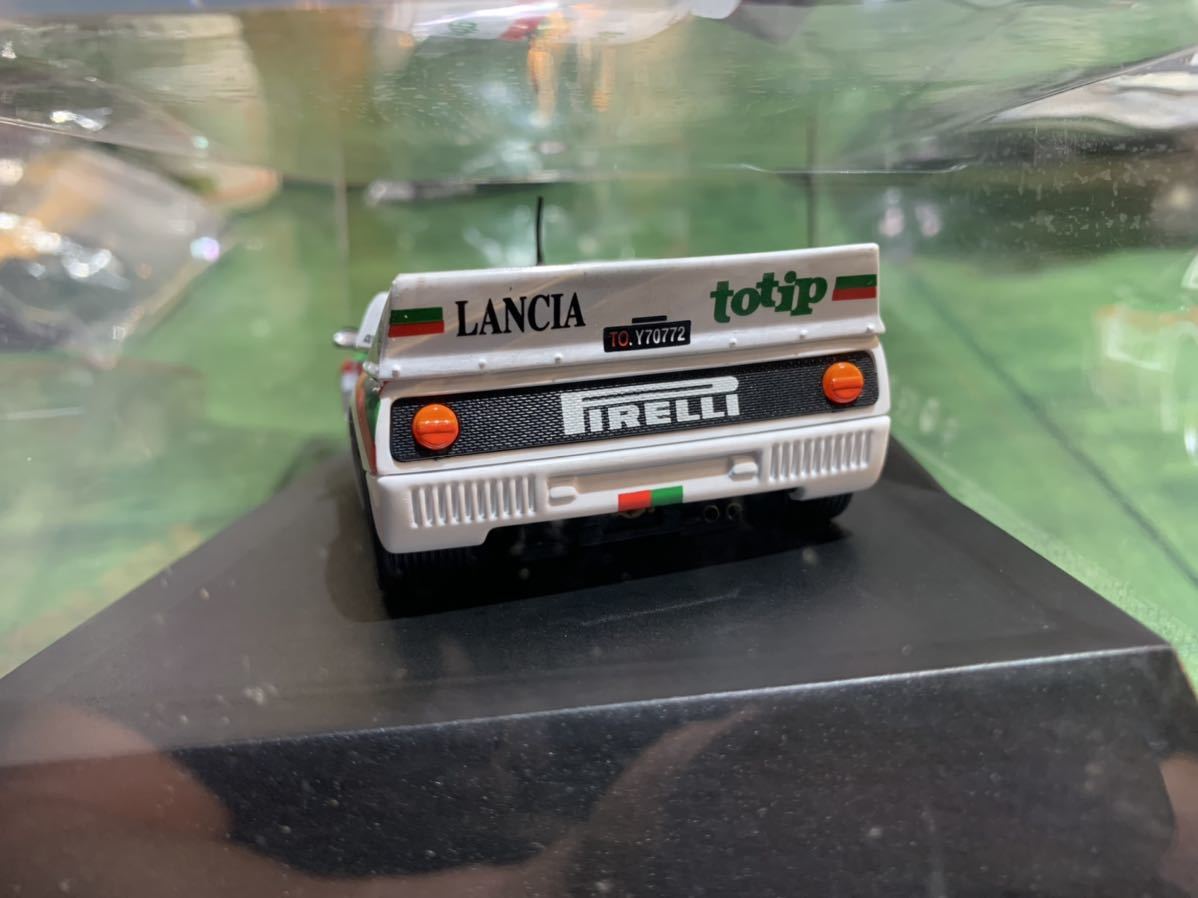 LANCIA totip
TO.Y70772
PIRELLI